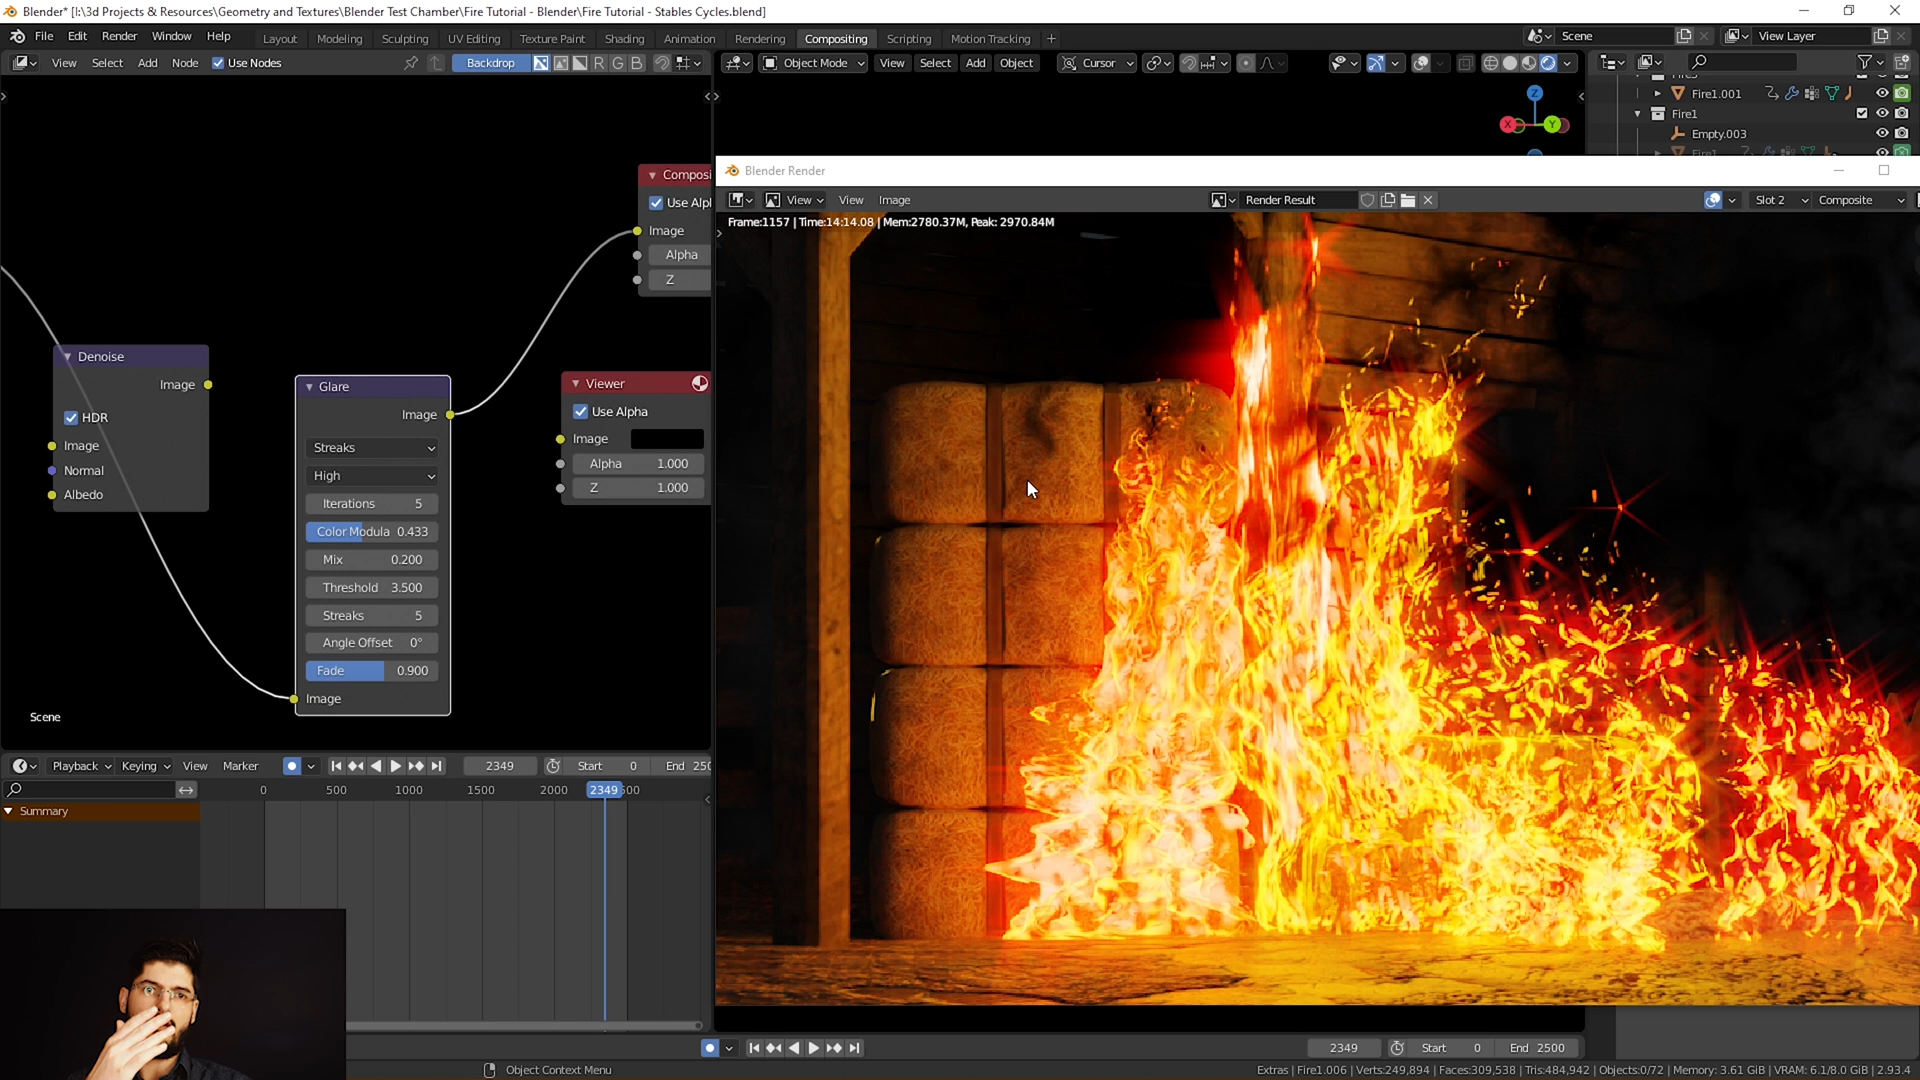 Blender* [I:\3d Projects & Resources\Geometry and Textures\Blender Test Chamber\Fire Tutorial - Blender\Fire Tutorial - Stables Cycles.blend]
File Edit Render Window Help Layout Modeling Sculpting UV Editing Texture Paint Shading Animation Rendering Compositing Scripting Motion Tracking + Scene View Layer
View Select Add Node Use Nodes Backdrop R G B Object Mode View Select Add Object Cursor
Fire1.001
Fire1
Empty.003
Z
X Y
Blender Render
View View Image Render Result Slot 2 Composite
Frame:1157 | Time:14:14.08 | Mem:2780.37M, Peak: 2970.84M
Composi
Use Alp
Image
Alpha
Z
Denoise
Image
HDR
Image
Normal
Albedo
Glare
Image
Streaks
High
Iterations 5
Color Modula 0.433
Mix 0.200
Threshold 3.500
Streaks 5
Angle Offset 0°
Fade 0.900
Image
Viewer
Use Alpha
Image
Alpha 1.000
Z 1.000
Scene
Playback Keying View Marker 2349 Start 0 End 250
0 500 1000 1500 2000 2349 500
Summary
2349 Start 0 End 2500
Object Context Menu
Extras | Fire1.006 | Verts:249,894 | Faces:309,538 | Tris:484,942 | Objects:0/72 | Memory: 3.61 GiB | VRAM: 6.1/8.0 GiB | 2.93.4